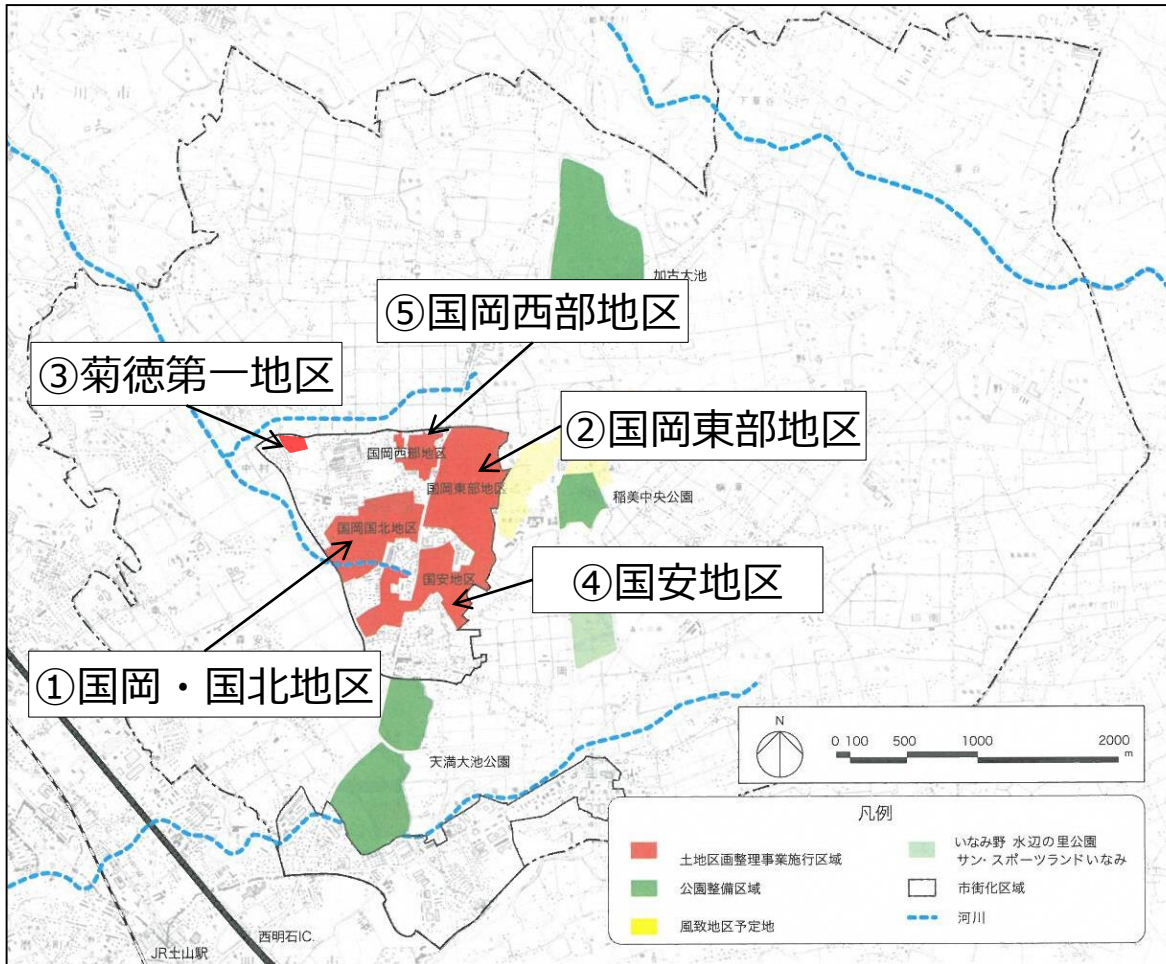 加古大池
⑤国岡西部地区
③菊徳第一地区
②国岡東部地区
国岡西部地区
国岡東部地区
稲美中央公園
国岡国北地区
国安地区
④国安地区
①国岡・国北地区
天満大池公園
N
0 100 500 1000 2000
m
凡例
土地区画整理事業施行区域
いなみ野 水辺の里公園
サン・スポーツランドいなみ
公園整備区域
市街化区域
風致地区予定地
河川
西明石IC.
JR土山駅